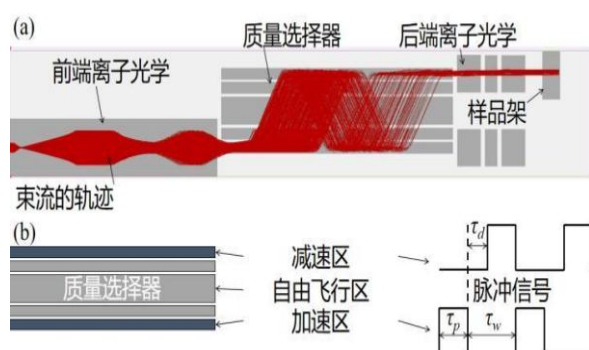 (a)
质量选择器
后端离子光学
前端离子光学
样品架
束流的轨迹
(b)
τd
减速区
质量选择器
自由飞行区
脉冲信号
加速区
τp
τw